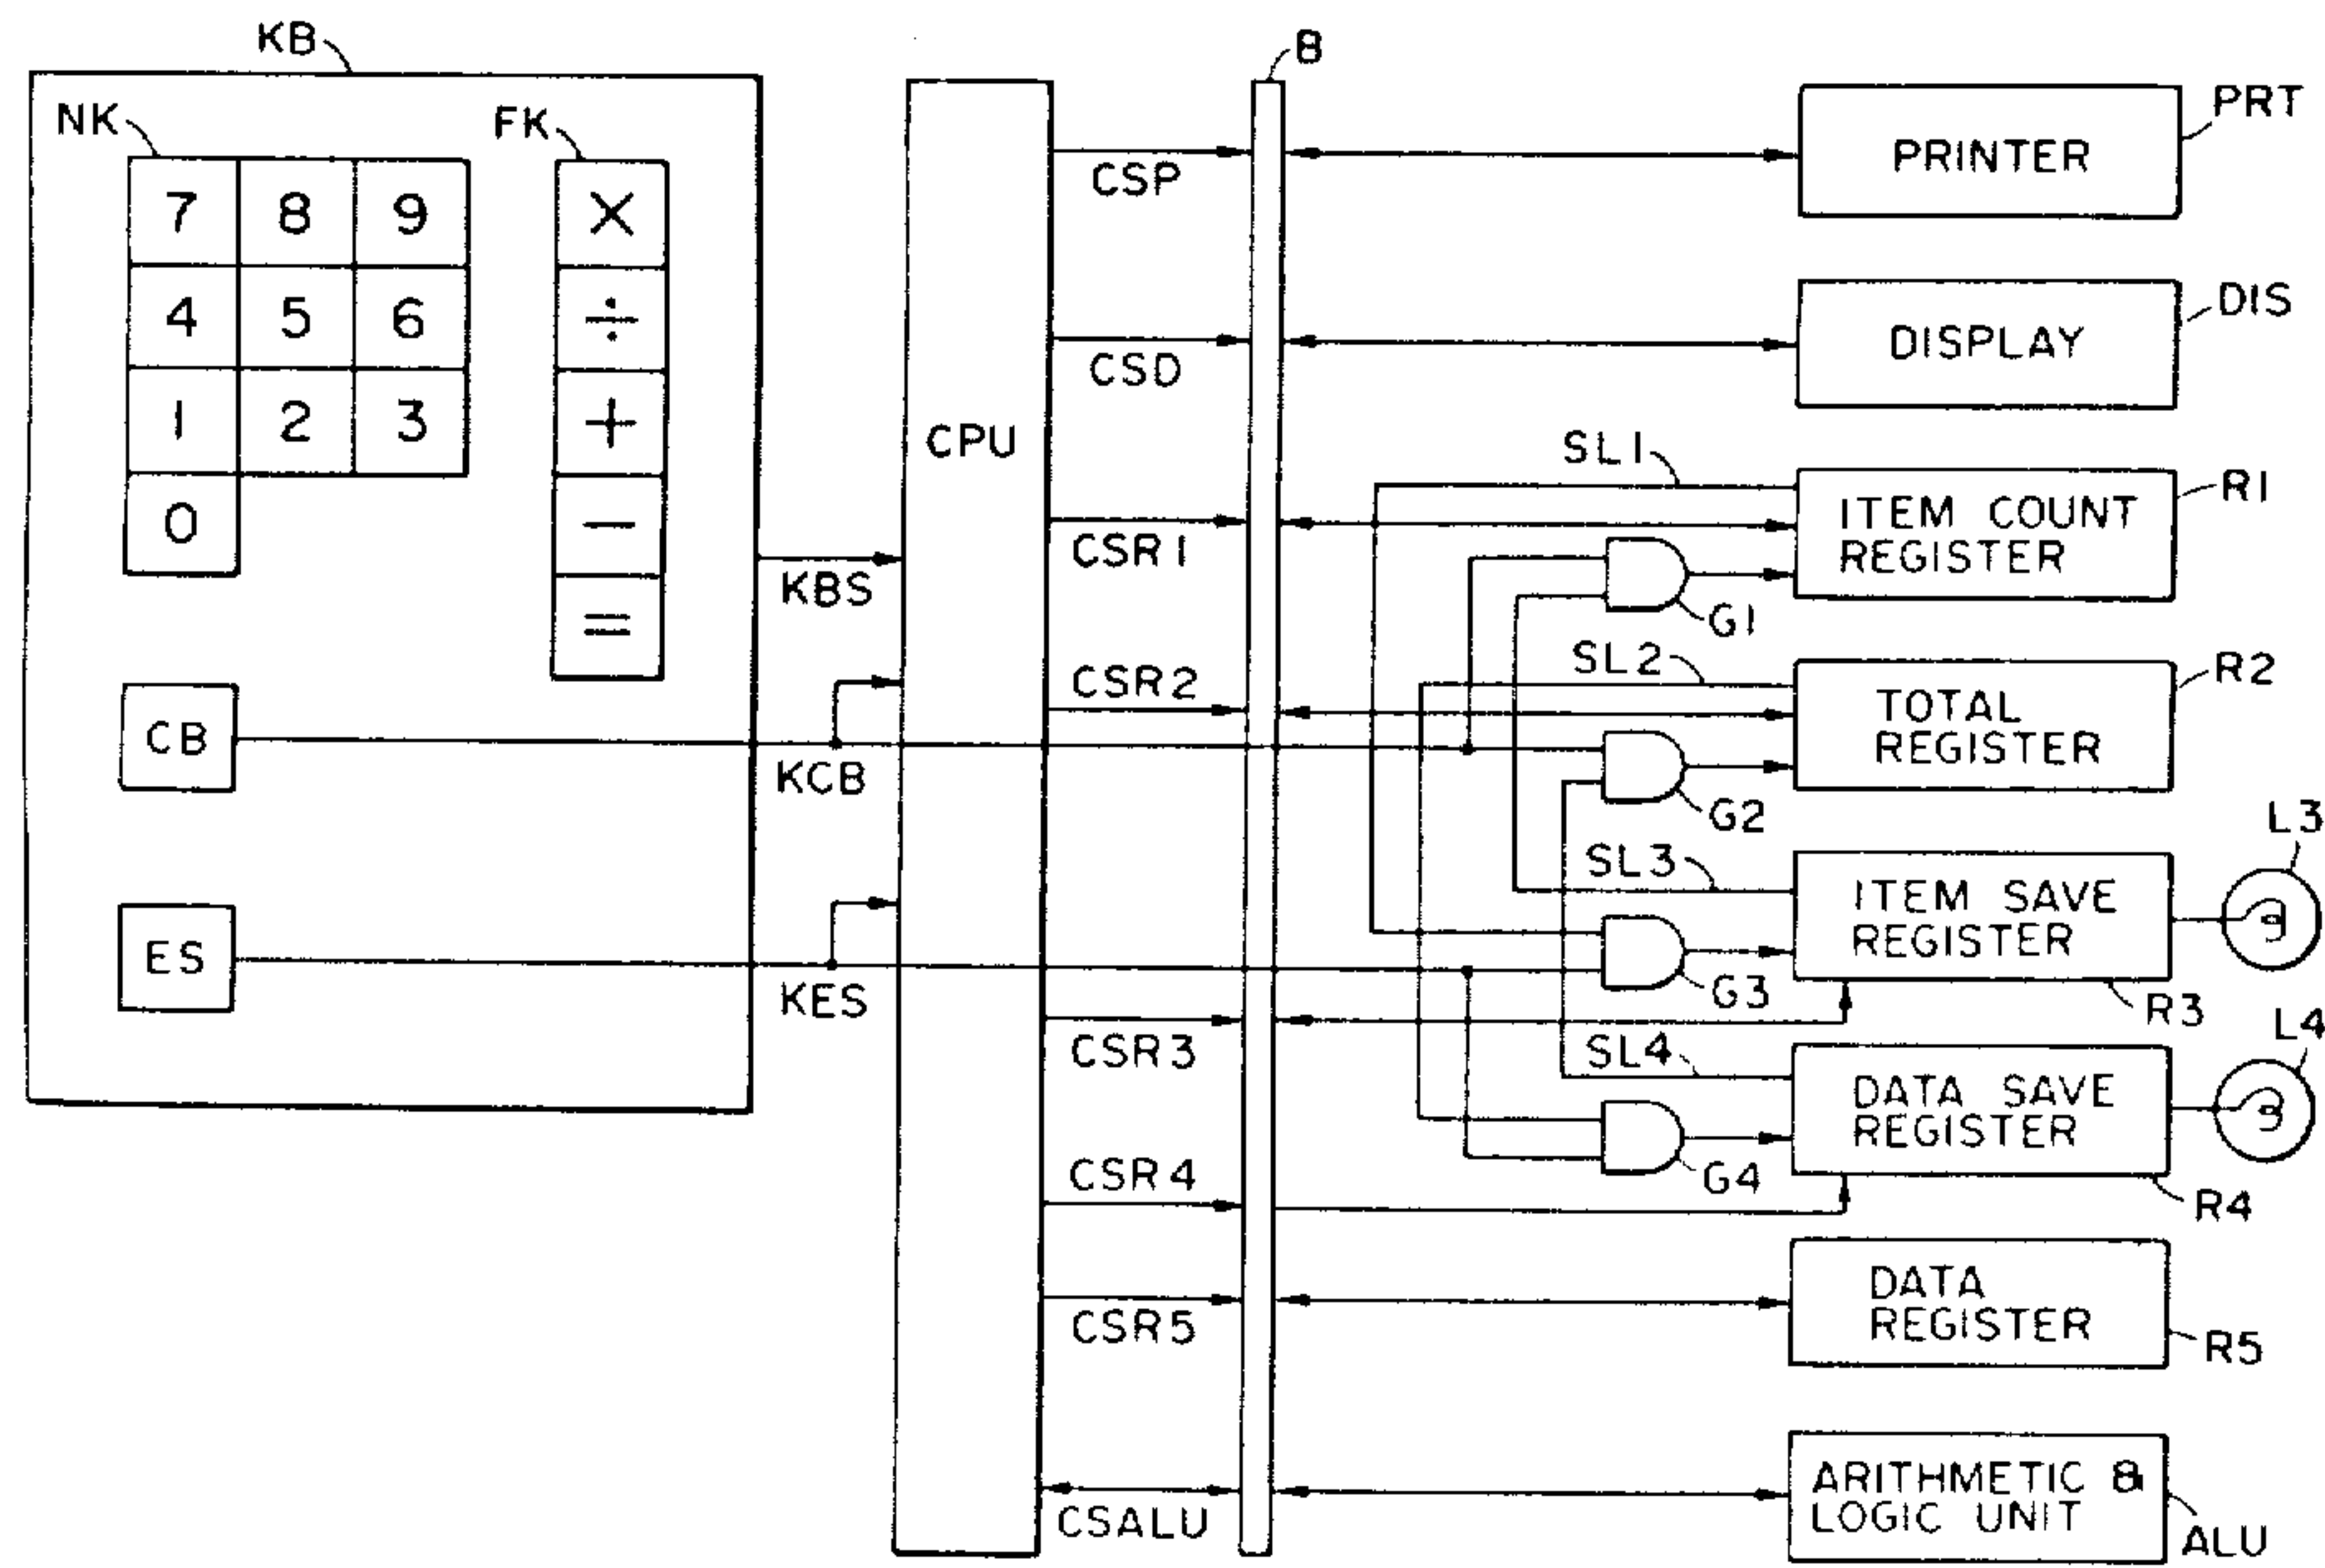 KB
NK
FK
7 8 9
4 5 6
1 2 3
0
×
÷
+
−
=
CB
ES
KBS
KCB
KES
CPU
CSP
CSD
CSR1
CSR2
CSR3
CSR4
CSR5
CSALU
B
PRINTER
PRT
DISPLAY
DIS
SL1
ITEM COUNT
REGISTER
R1
G1
SL2
TOTAL
REGISTER
R2
G2
SL3
ITEM SAVE
REGISTER
L3
G3
R3
SL4
DATA SAVE
REGISTER
L4
G4
R4
DATA
REGISTER
R5
ARITHMETIC &
LOGIC UNIT
ALU